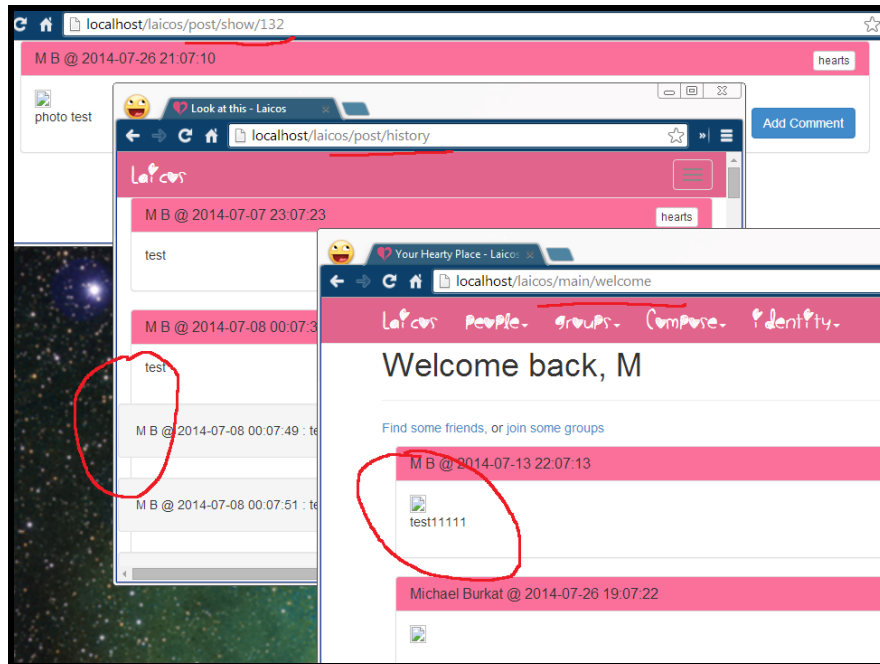 localhost/laicos/post/show/132
M B @ 2014-07-26 21:07:10
hearts
photo test
Add Comment
Look at this - Laicos
localhost/laicos/post/history
Laicos
M B @ 2014-07-07 23:07:23
hearts
test
M B @ 2014-07-08 00:07:3
test
M B @ 2014-07-08 00:07:49 : te
M B @ 2014-07-08 00:07:51 : te
Your Hearty Place - Laicos
localhost/laicos/main/welcome
Laicos People Groups Compose Identity
Welcome back, M
Find some friends, or join some groups
M B @ 2014-07-13 22:07:13
test11111
Michael Burkat @ 2014-07-26 19:07:22